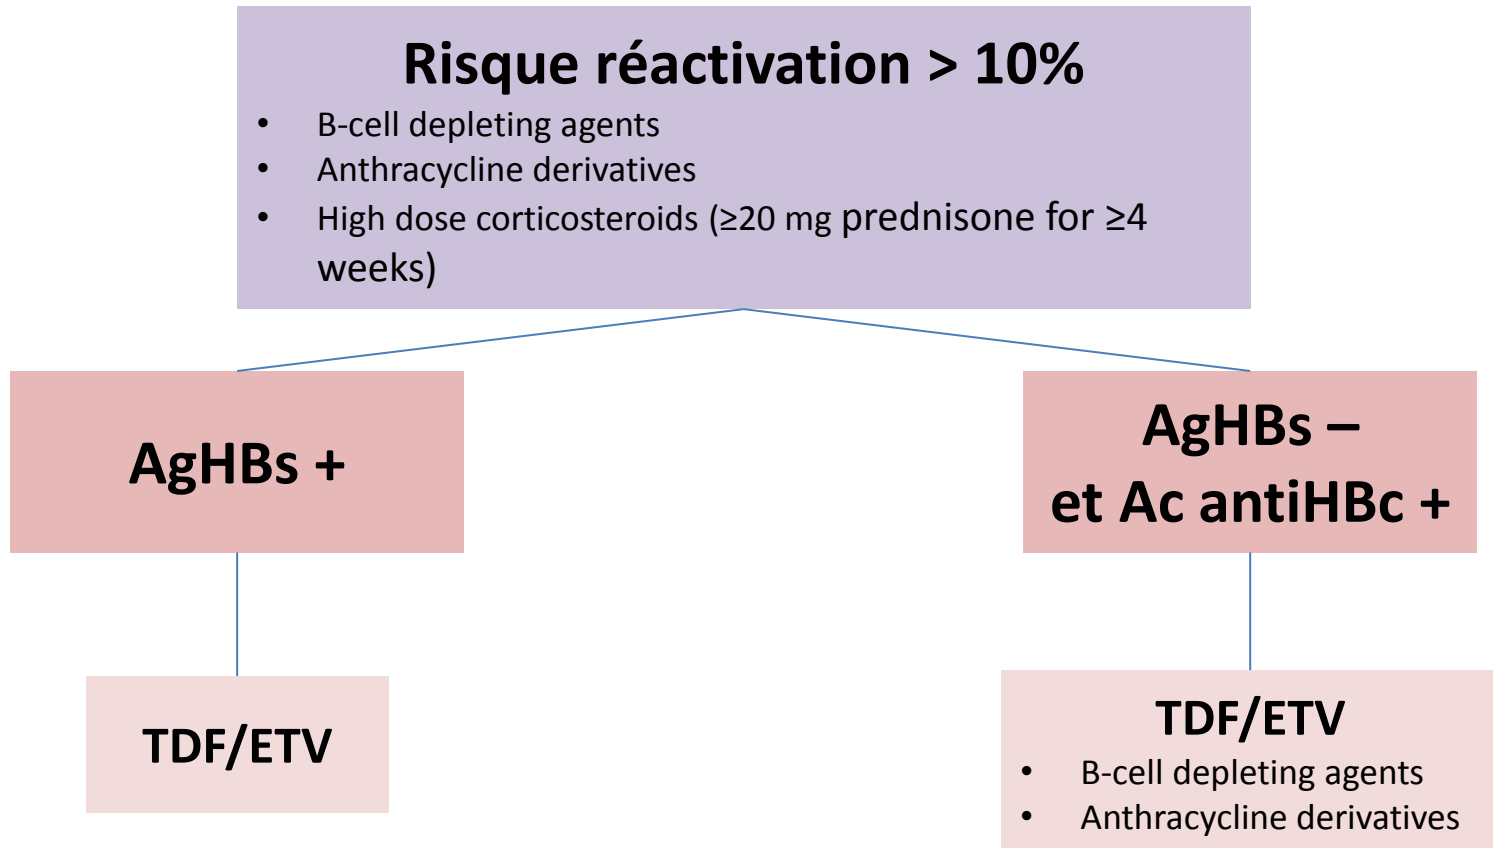 Risque réactivation > 10%
• B-cell depleting agents
• Anthracycline derivatives
• High dose corticosteroids (≥20 mg prednisone for ≥4
weeks)
AgHBs +
AgHBs –
et Ac antiHBc +
TDF/ETV
TDF/ETV
• B-cell depleting agents
• Anthracycline derivatives